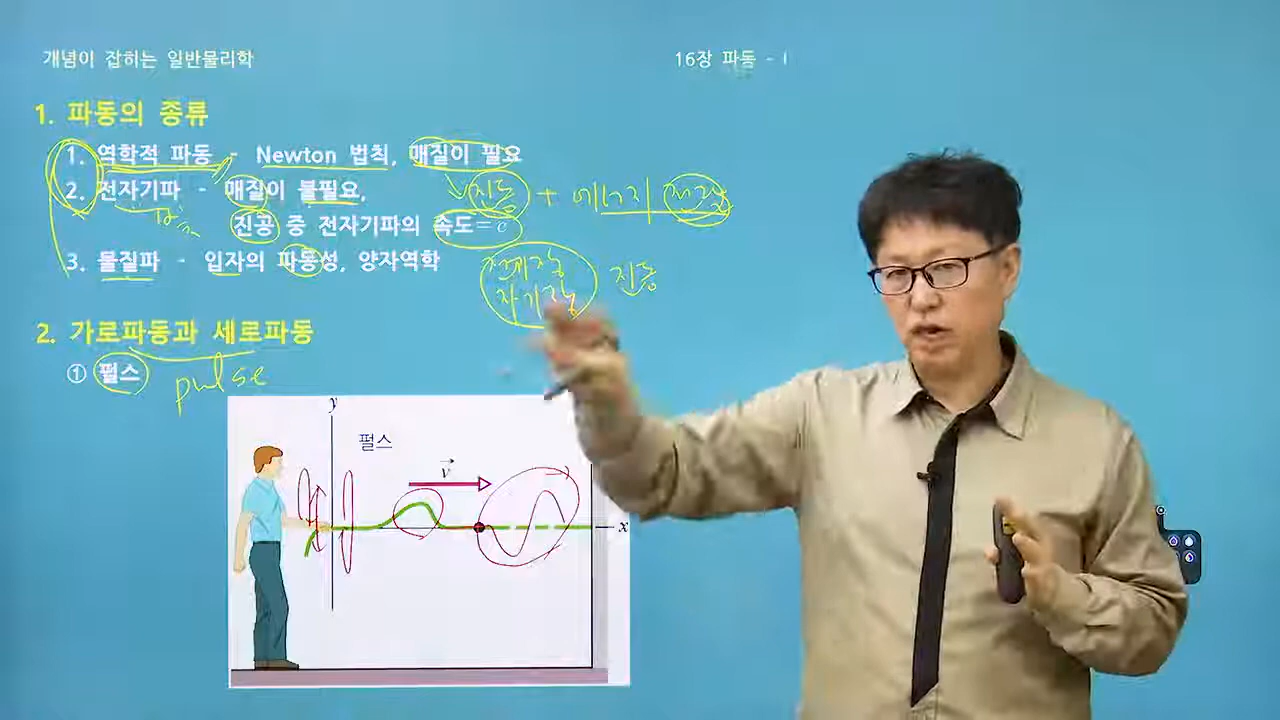 개념이 잡히는 일반물리학
16장 파동 - I
1. 파동의 종류
1. 역학적 파동 - Newton 법칙, 매질이 필요
2. 전자기파 - 매질이 불필요,
진동 + 에너지 전달
진공 중 전자기파의 속도=c
3. 물질파 - 입자의 파동성, 양자역학
전기장
자기장
진동
2. 가로파동과 세로파동
① 펄스
pulse
y
펄스
v
x